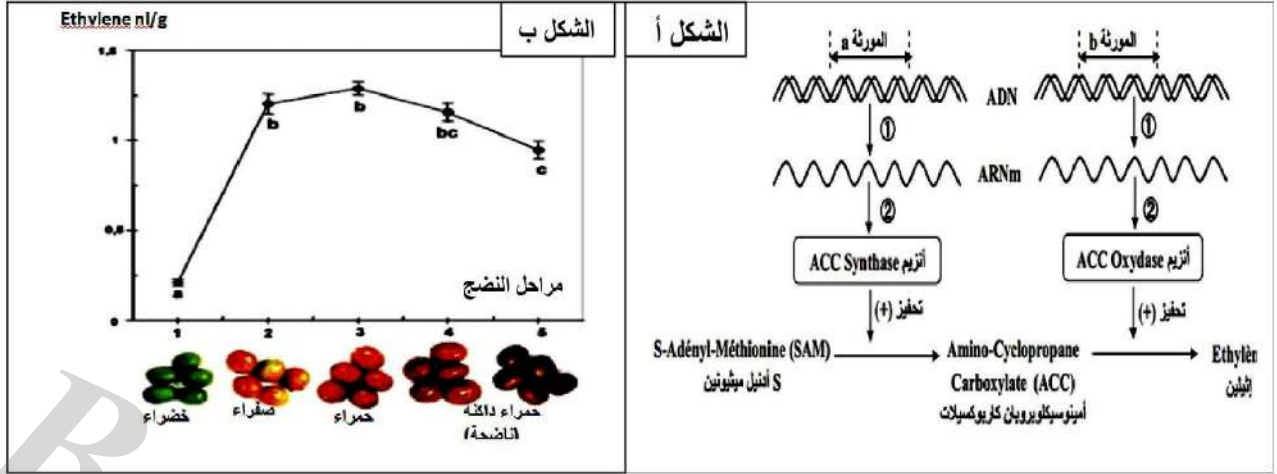 الشكل أ
المورثة a
المورثة b
ADN
①
①
ARNm
②
②
أنزيم ACC Synthase
أنزيم ACC Oxydase
تحفيز (+)
تحفيز (+)
S-Adényl-Méthionine (SAM)
S أدنيل ميثيونين
Amino-Cyclopropane
Carboxylate (ACC)
أمينوسيكلوبروبان كاربوكسيلات
Ethylèn
إثيلين
الشكل ب
Ethylene nl/g
1,5
1
0,5
0
a
b
b
bc
c
مراحل النضج
1 2 3 4 5
خضراء
صفراء
حمراء
حمراء داكنة
(ناضجة)